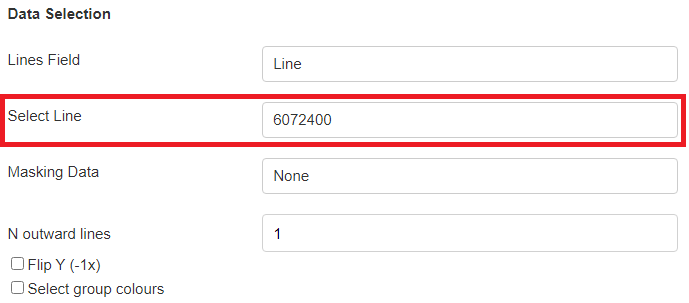 Data Selection
Lines Field
Line
Select Line
6072400
Masking Data
None
N outward lines
1
Flip Y (-1x)
Select group colours